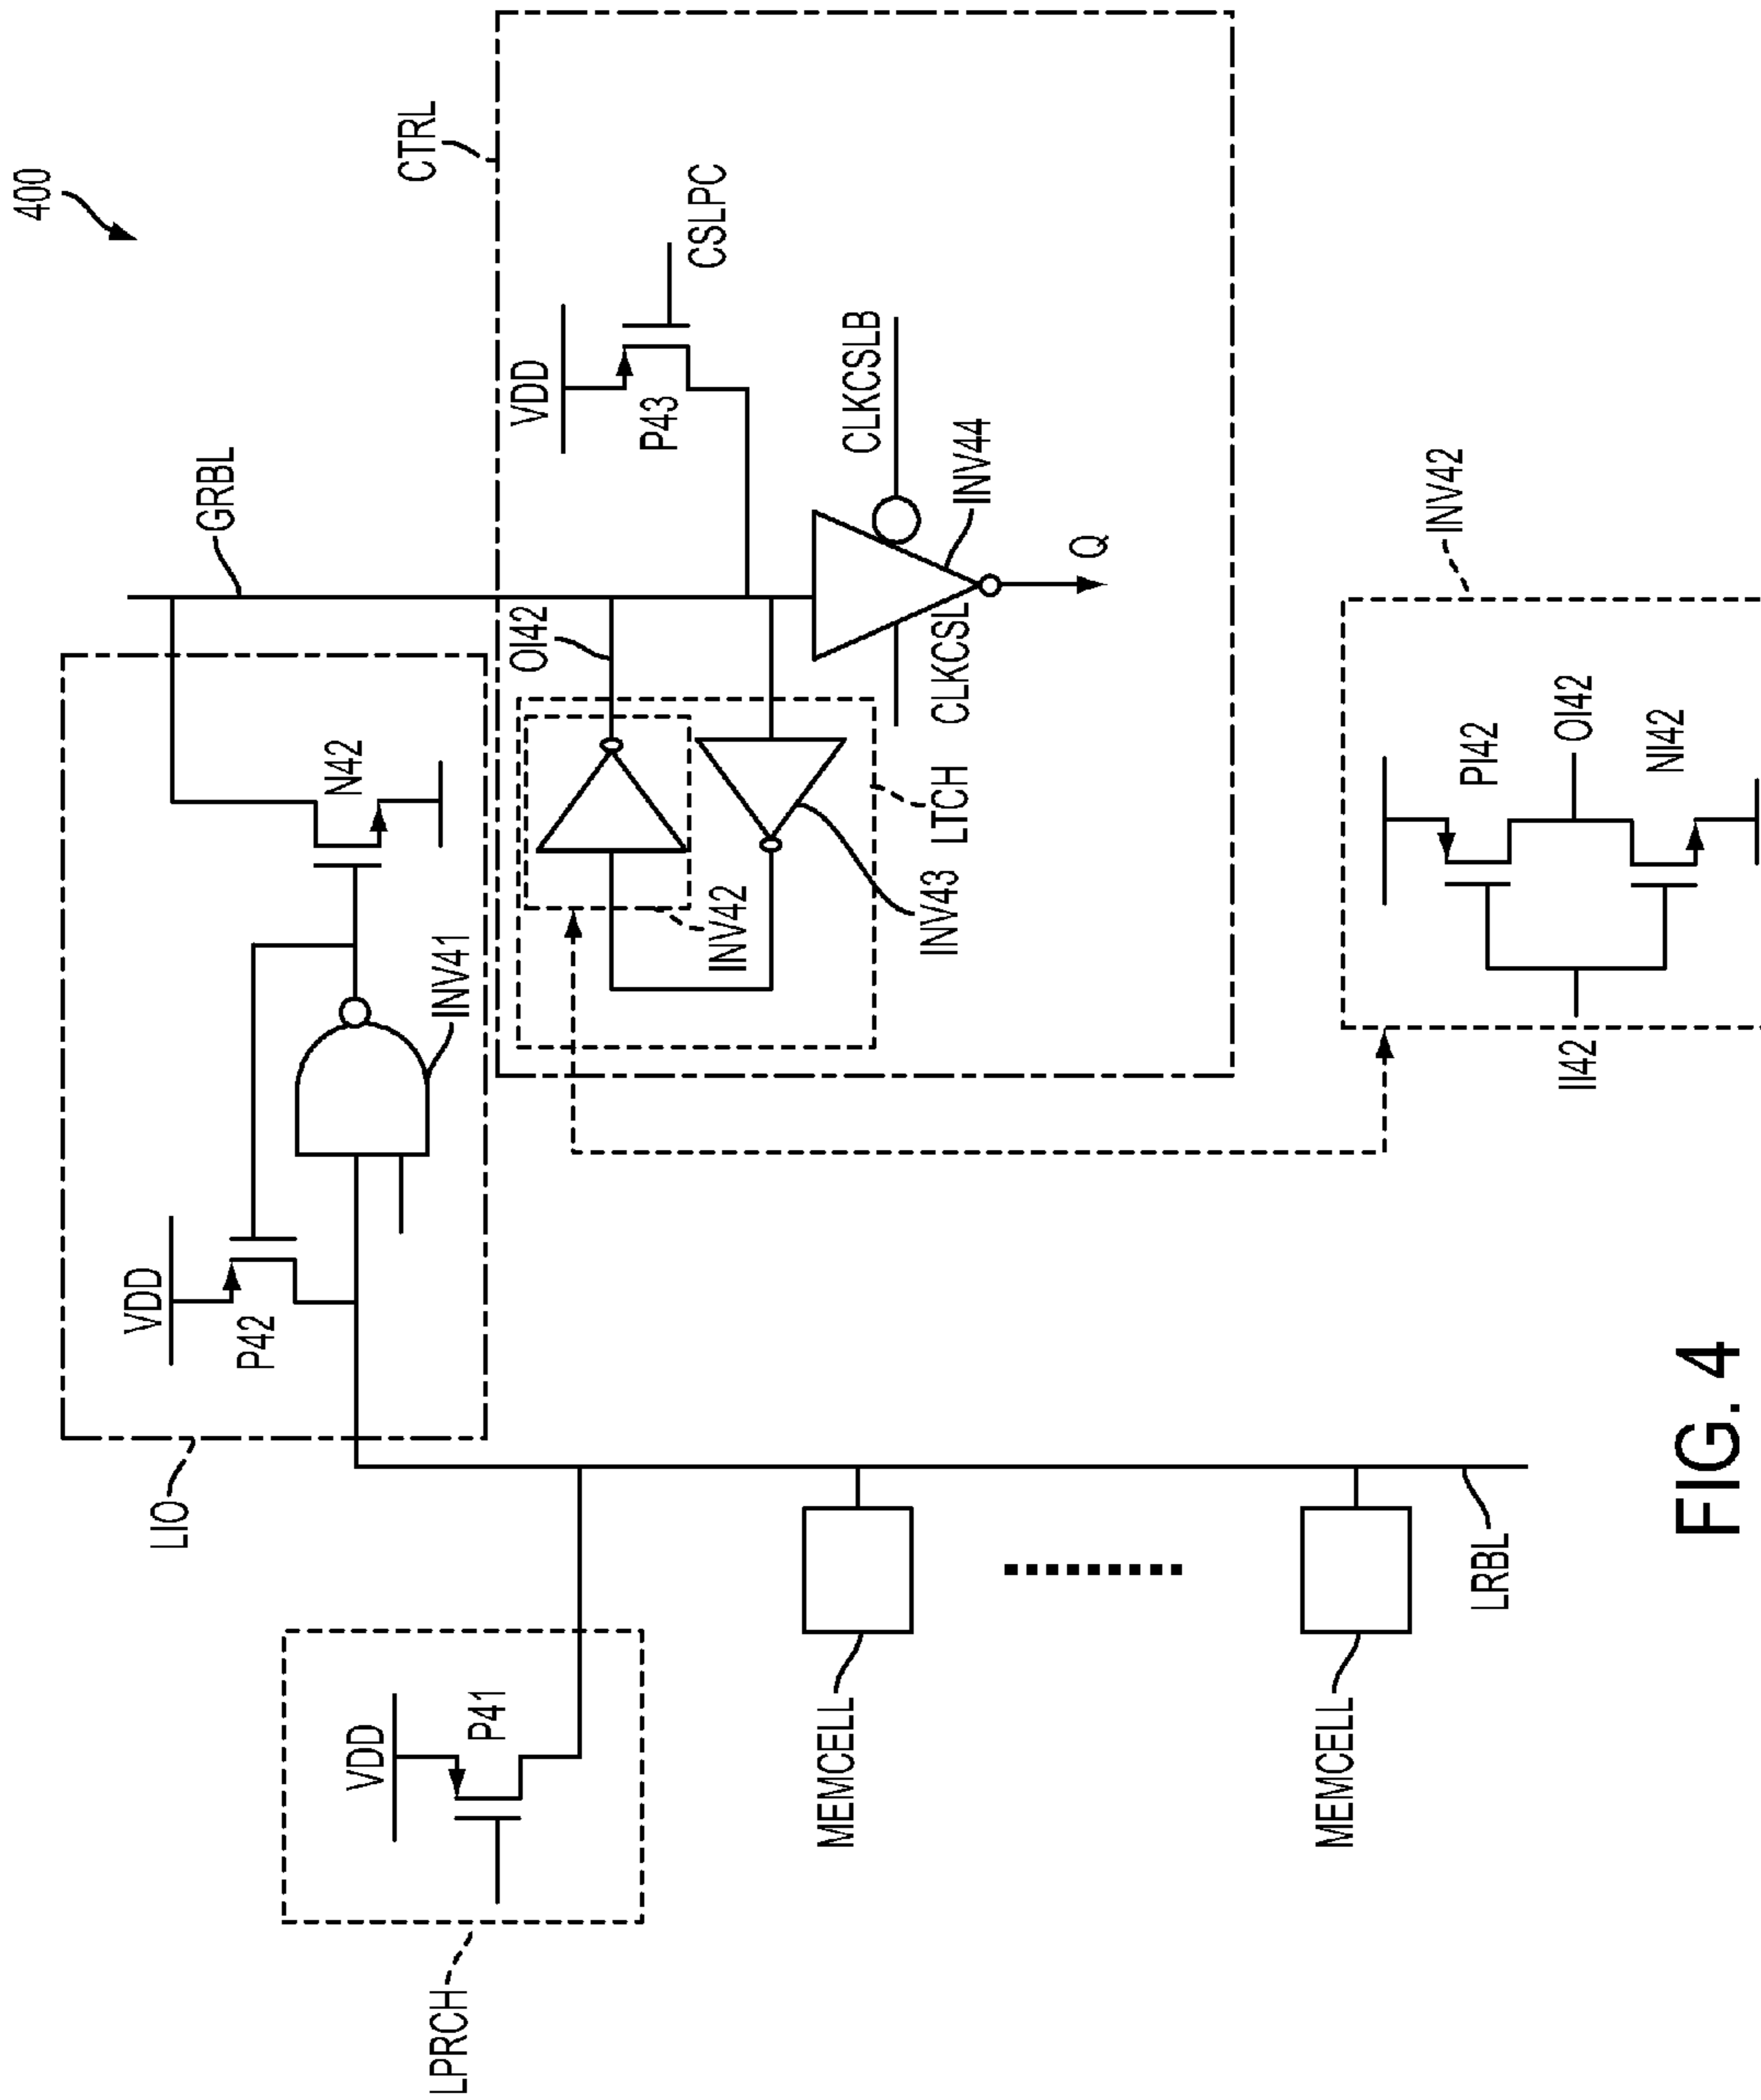 400
CTRL
GRBL
VDD
P43
CSLPC
OI42
CLKCSLB
INV44
CLKCSL
Q
LTCH
INV42
INV43
N42
INV41
VDD
P42
LIO
INV42
PI42
OI42
NI42
II42
VDD
P41
LPRCH
MEMCELL
MEMCELL
LRBL
FIG. 4